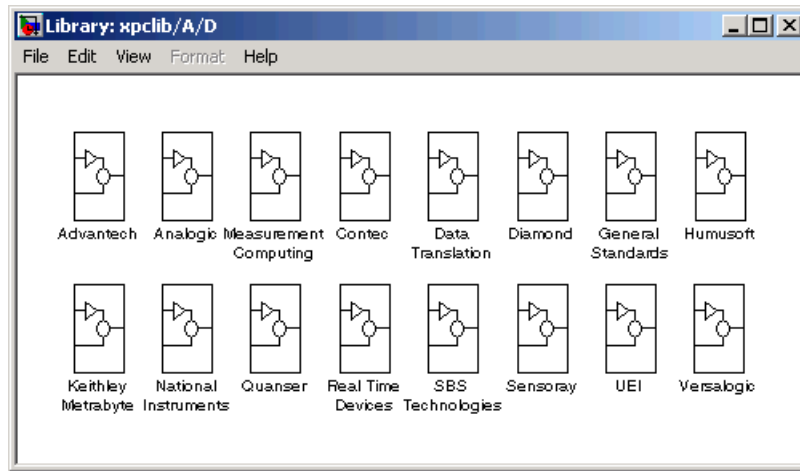 Library: xpclib/A/D
File Edit View Format Help
Advantech Analogic Measurement Computing Contec Data Translation Diamond General Standards Humusoft
Keithley Metrabyte National Instruments Quanser Real Time Devices SBS Technologies Sensoray UEI Versalogic